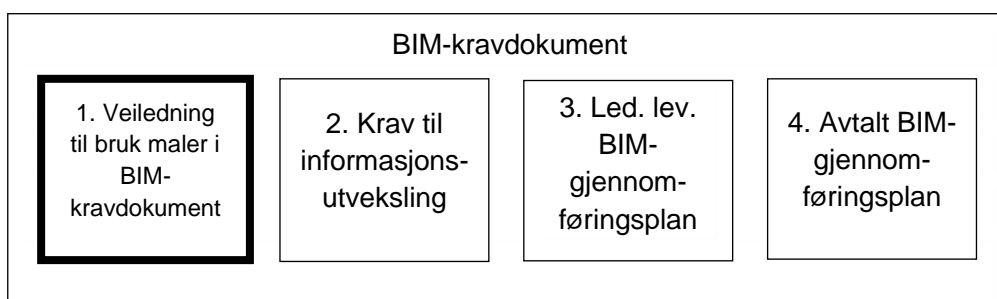 BIM-kravdokument
1. Veiledning
til bruk maler i
BIM-
kravdokument
2. Krav til
informasjons-
utveksling
3. Led. lev.
BIM-
gjennom-
føringsplan
4. Avtalt BIM-
gjennom-
føringsplan